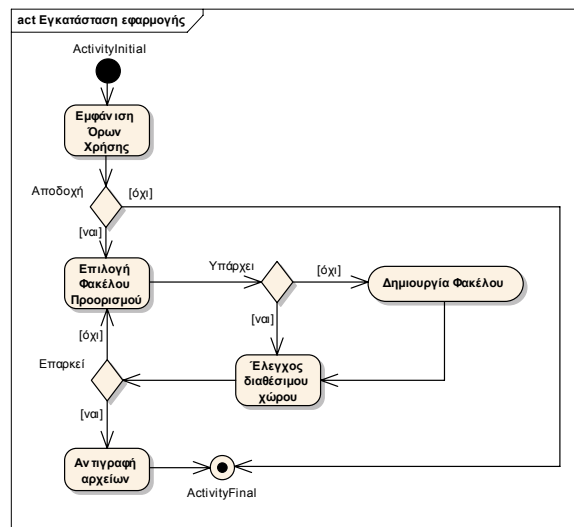 act Εγκατάσταση εφαρμογής
ActivityInitial
Εμφάνιση
Όρων
Χρήσης
Αποδοχή
[όχι]
[ναι]
Επιλογή
Φακέλου
Προορισμού
Υπάρχει
[όχι]
Δημιουργία Φακέλου
[ναι]
[όχι]
Επαρκεί
Έλεγχος
διαθέσιμου
χώρου
[ναι]
Αντιγραφή
αρχείων
ActivityFinal